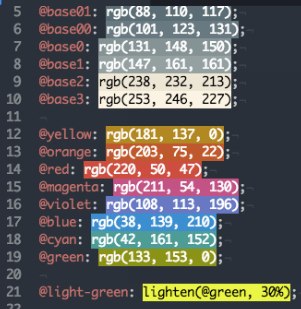 5 @base01: rgb(88, 110, 117);
6 @base00: rgb(101, 123, 131);
7 @base0: rgb(131, 148, 150);
8 @base1: rgb(147, 161, 161);
9 @base2: rgb(238, 232, 213);
10 @base3: rgb(253, 246, 227);
11
12 @yellow: rgb(181, 137, 0);
13 @orange: rgb(203, 75, 22);
14 @red: rgb(220, 50, 47);
15 @magenta: rgb(211, 54, 130);
16 @violet: rgb(108, 113, 196);
17 @blue: rgb(38, 139, 210);
18 @cyan: rgb(42, 161, 152);
19 @green: rgb(133, 153, 0);
20
21 @light-green: lighten(@green, 30%);
22